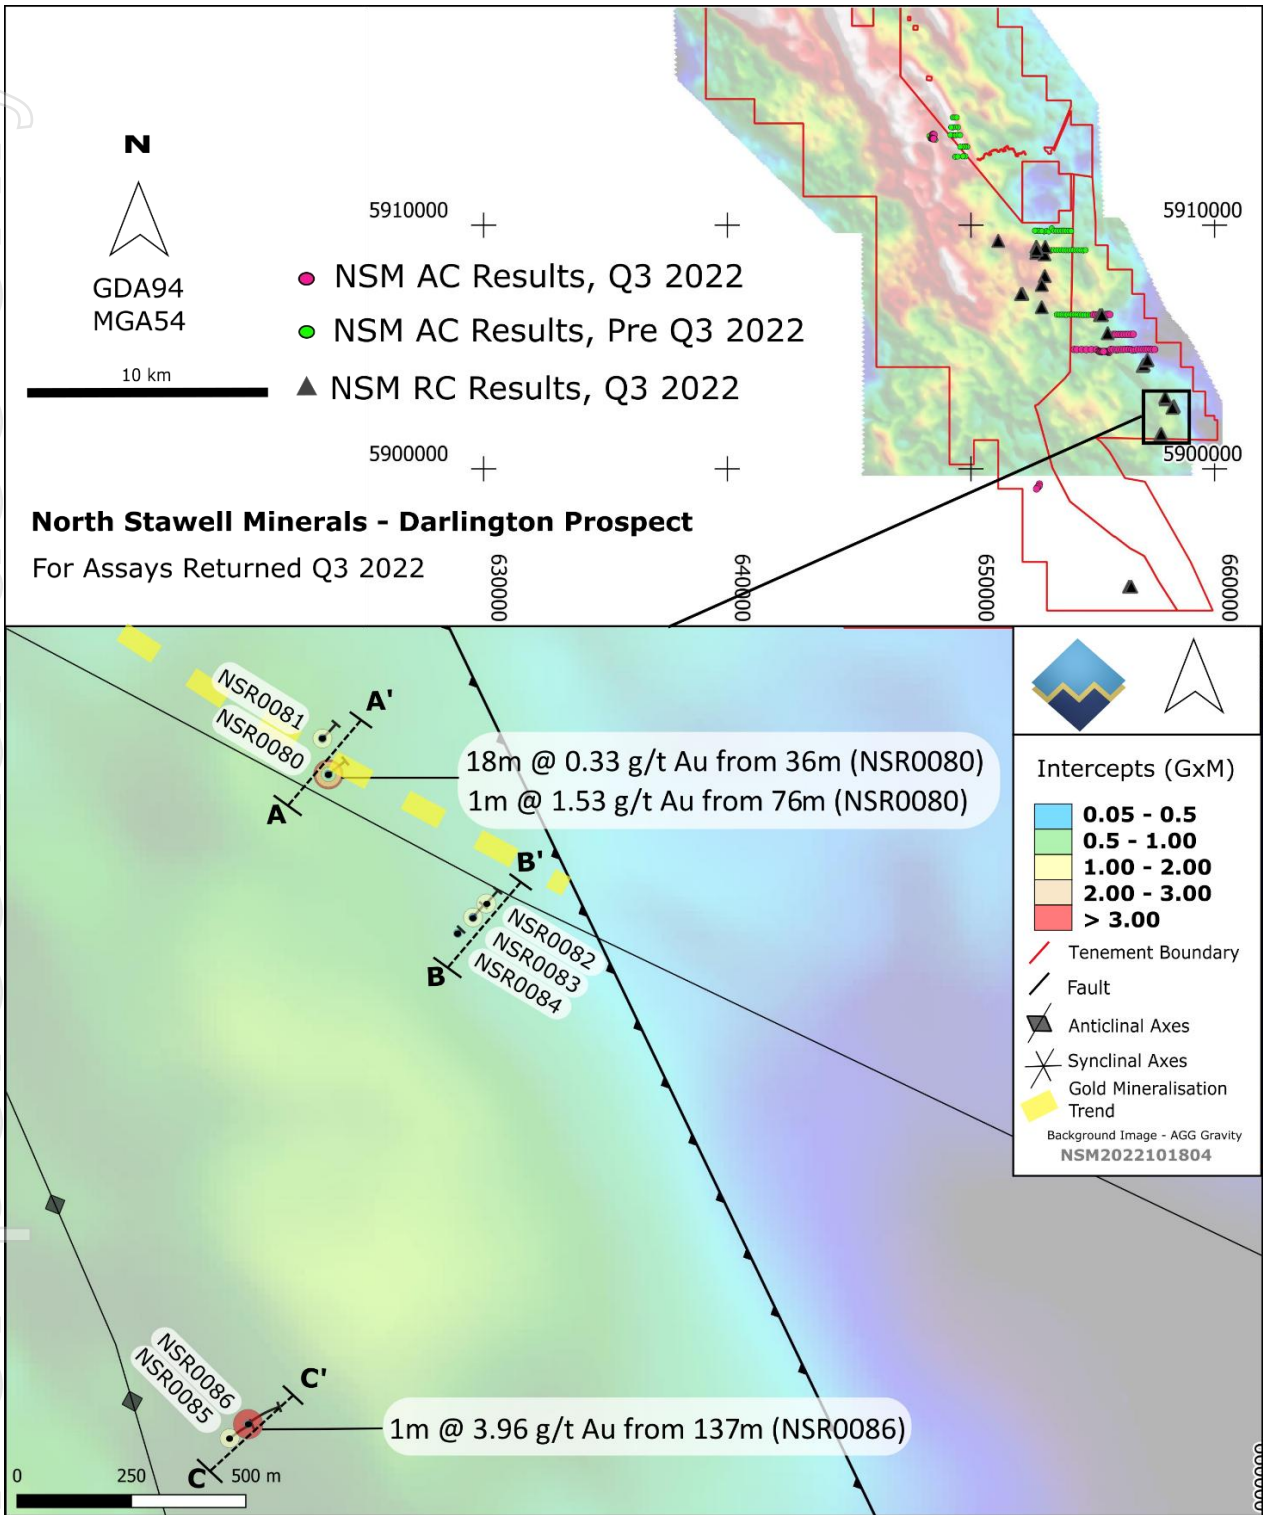 N
GDA94
MGA54
10 km
NSM AC Results, Q3 2022
NSM AC Results, Pre Q3 2022
NSM RC Results, Q3 2022
5910000
5910000
5900000
5900000
North Stawell Minerals - Darlington Prospect
For Assays Returned Q3 2022
630000
640000
650000
660000
NSR0081
NSR0080
A'
A
18m @ 0.33 g/t Au from 36m (NSR0080)
1m @ 1.53 g/t Au from 76m (NSR0080)
B'
B
NSR0082
NSR0083
NSR0084
Intercepts (GxM)
0.05 - 0.5
0.5 - 1.00
1.00 - 2.00
2.00 - 3.00
> 3.00
Tenement Boundary
Fault
Anticlinal Axes
Synclinal Axes
Gold Mineralisation
Trend
Background Image - AGG Gravity
NSM2022101804
NSR0086
NSR0085
C'
C
1m @ 3.96 g/t Au from 137m (NSR0086)
0
250
500 m